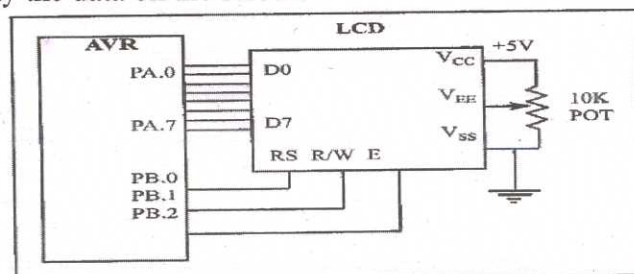 LCD
AVR
+5V
PA.0
D0
VCC
VEE
10K
POT
PA.7
D7
VSS
RS R/W E
PB.0
PB.1
PB.2